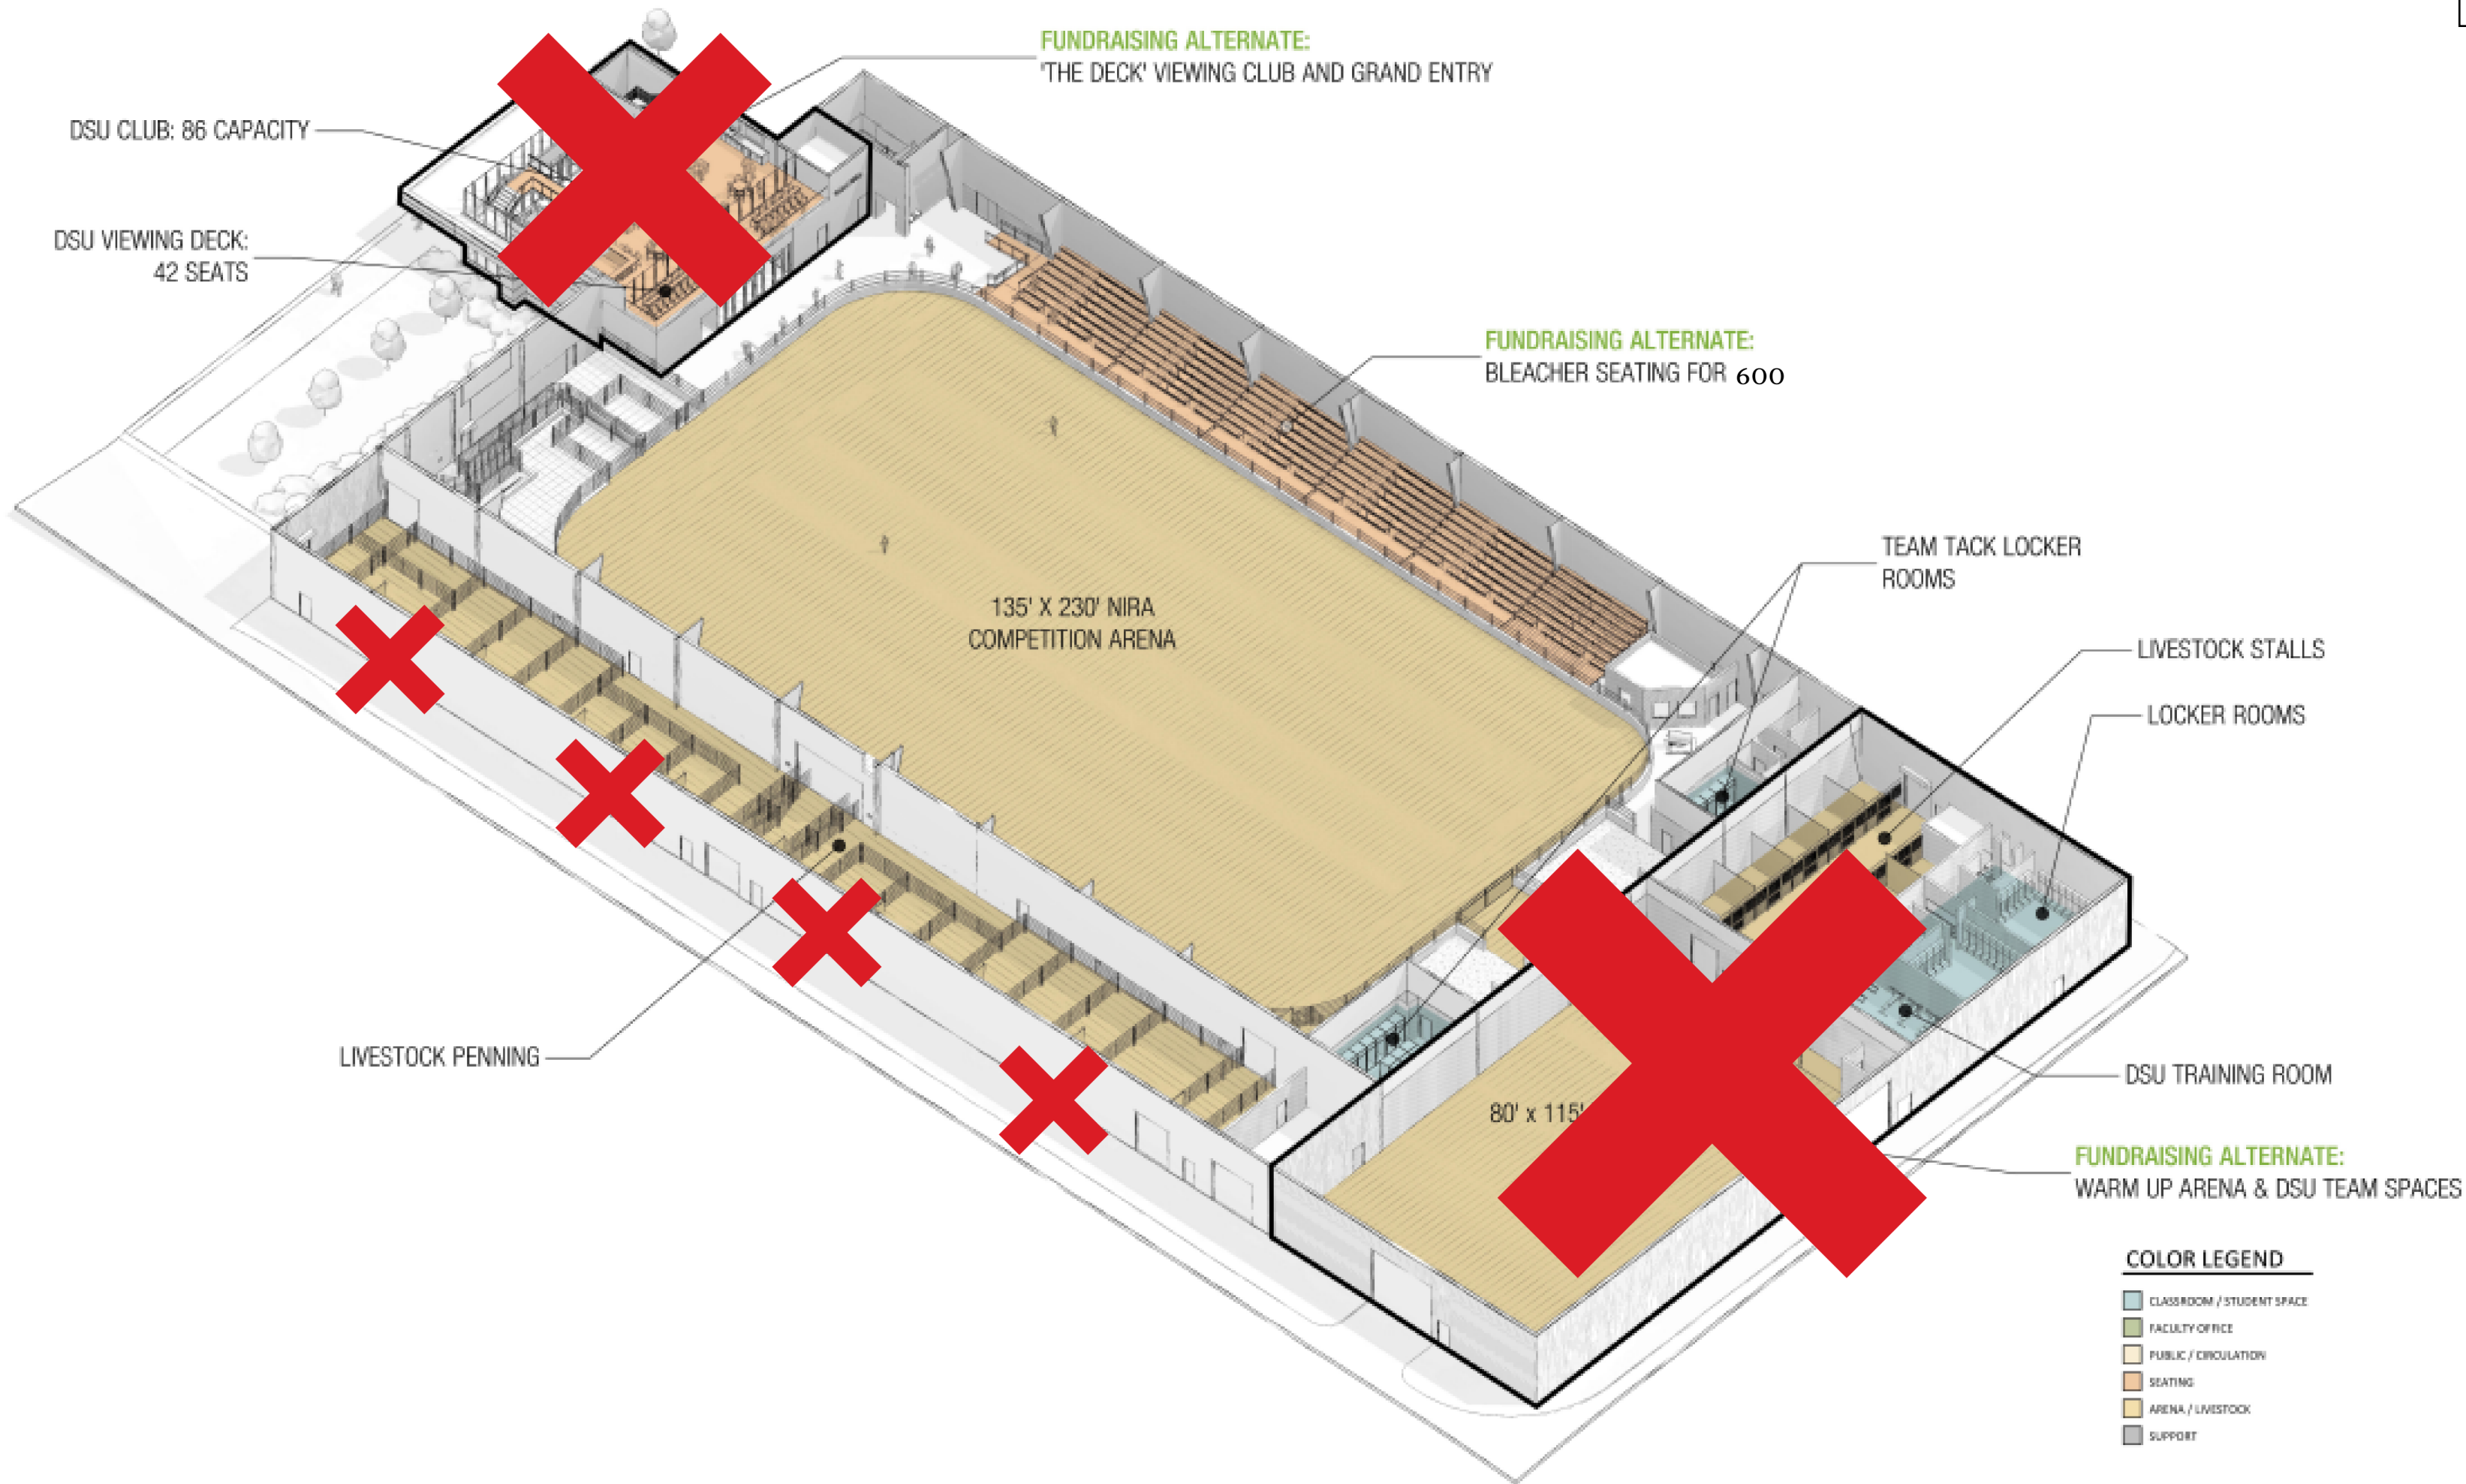 FUNDRAISING ALTERNATE:
'THE DECK' VIEWING CLUB AND GRAND ENTRY
DSU CLUB: 86 CAPACITY
DSU VIEWING DECK:
42 SEATS
FUNDRAISING ALTERNATE:
BLEACHER SEATING FOR 600
TEAM TACK LOCKER
ROOMS
135' X 230' NIRA
COMPETITION ARENA
LIVESTOCK STALLS
LOCKER ROOMS
LIVESTOCK PENNING
DSU TRAINING ROOM
80' x 115'
FUNDRAISING ALTERNATE:
WARM UP ARENA & DSU TEAM SPACES
COLOR LEGEND
CLASSROOM / STUDENT SPACE
FACULTY OFFICE
PUBLIC / CIRCULATION
SEATING
ARENA / LIVESTOCK
SUPPORT